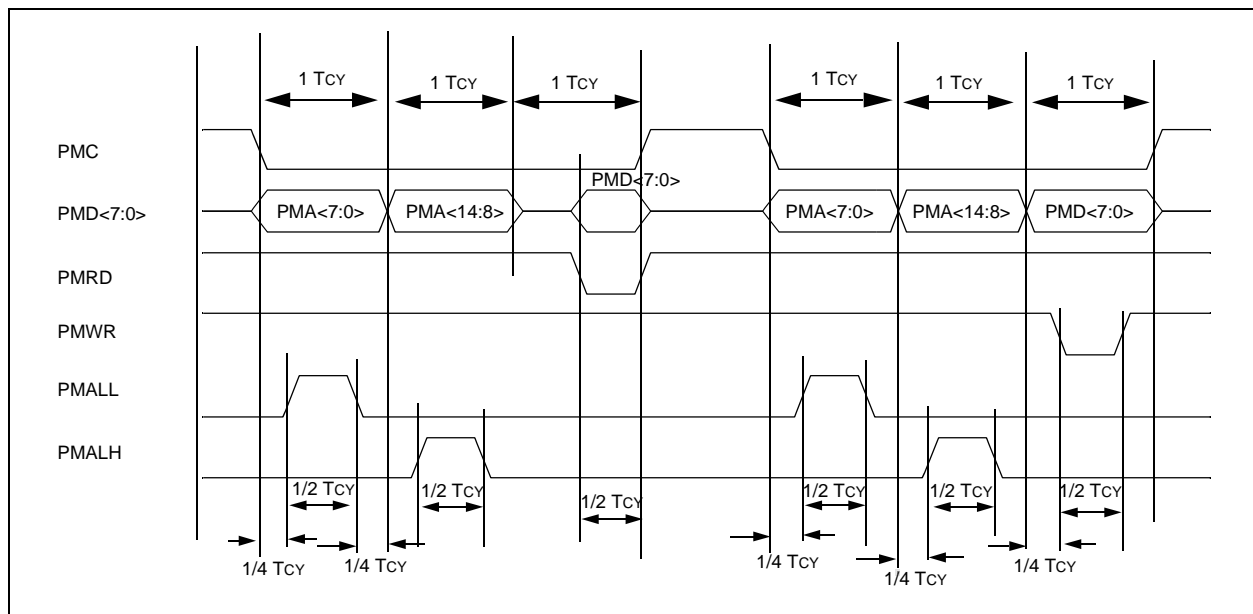 1 TCY 1 TCY 1 TCY 1 TCY 1 TCY 1 TCY
PMC
PMD<7:0>
PMD<7:0> PMA<7:0> PMA<14:8> PMA<7:0> PMA<14:8> PMD<7:0>
PMRD
PMWR
PMALL
PMALH
1/2 TCY 1/2 TCY 1/2 TCY 1/2 TCY 1/2 TCY 1/2 TCY
1/4 TCY 1/4 TCY 1/4 TCY 1/4 TCY 1/4 TCY